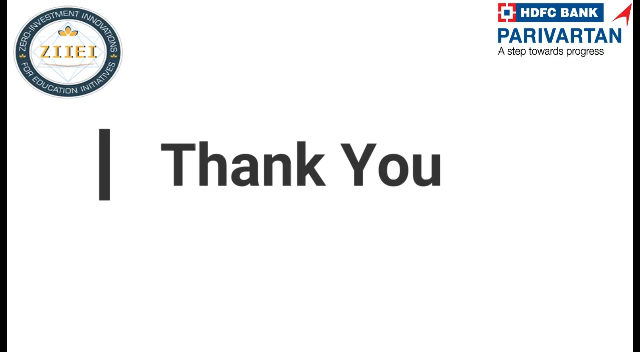 ZERO-INVESTMENT INNOVATIONS
ZIIEI
FOR EDUCATION INITIATIVES
HDFC BANK
PARIVARTAN
A step towards progress
Thank You